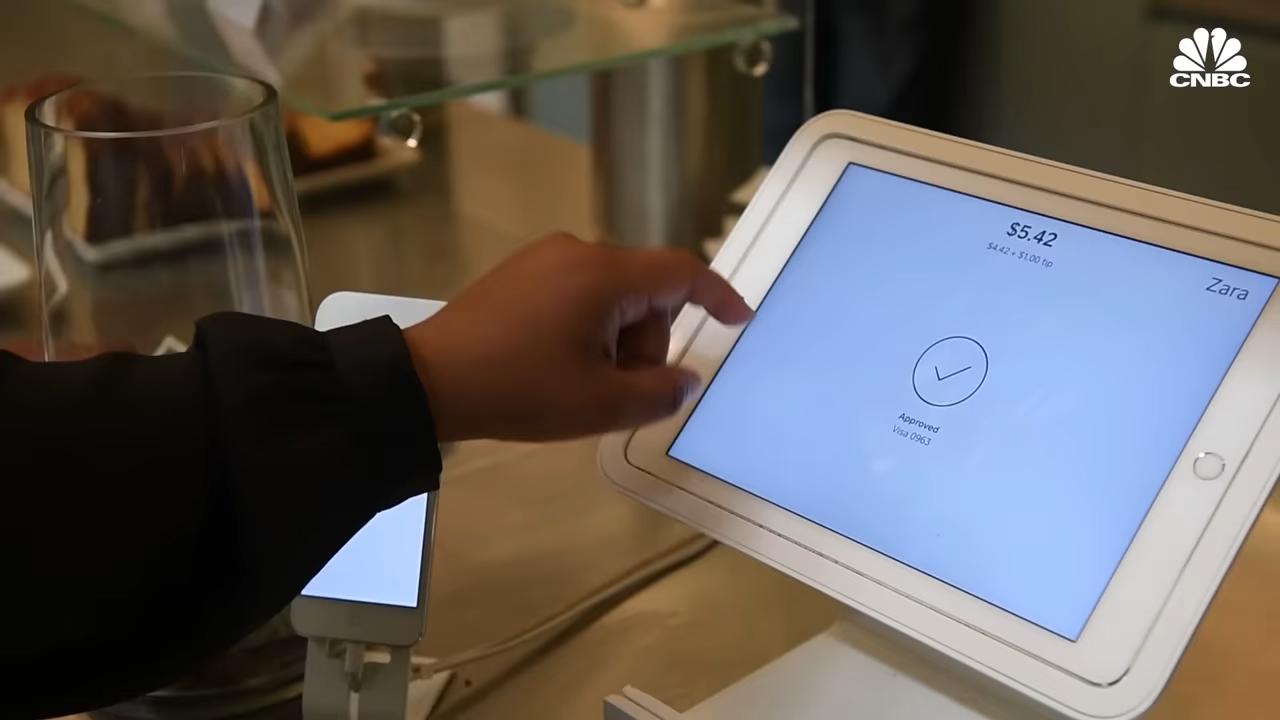 CNBC
$5.42
$4.42 + $1.00 tip
Zara
Approved
Visa 0963